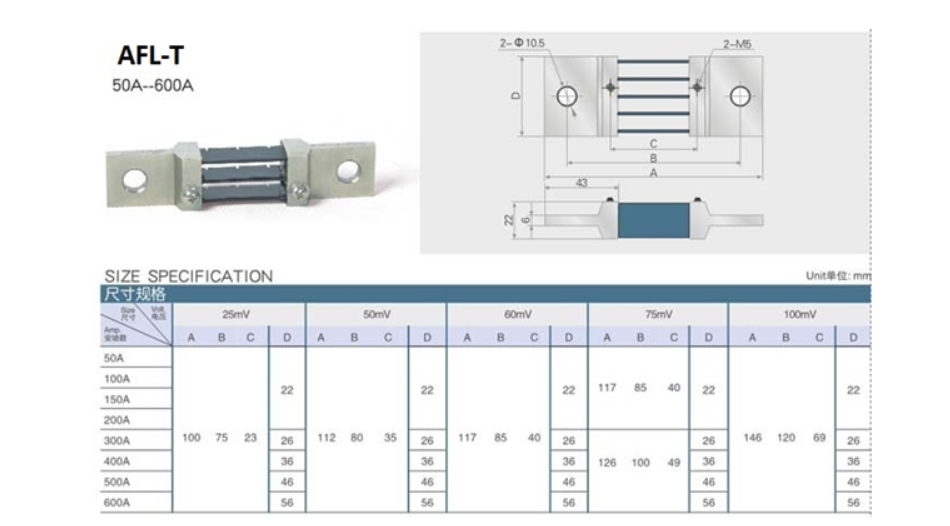 AFL-T
50A--600A
2-Φ10.5
2-M5
D
C
B
A
43
22
6
SIZE SPECIFICATION
Unit单位: mm
尺寸规格
Size 尺寸 Volt. 电压 25mV 50mV 60mV 75mV 100mV
Amp. 安培数 A B C D A B C D A B C D A B C D A B C D
50A
100A
22 22 22 117 85 40 22 22
150A
200A
300A 100 75 23 26 112 80 35 26 117 85 40 26 26 146 120 69 26
400A 36 36 36 126 100 49 36 36
500A 46 46 46 46 46
600A 56 56 56 56 56